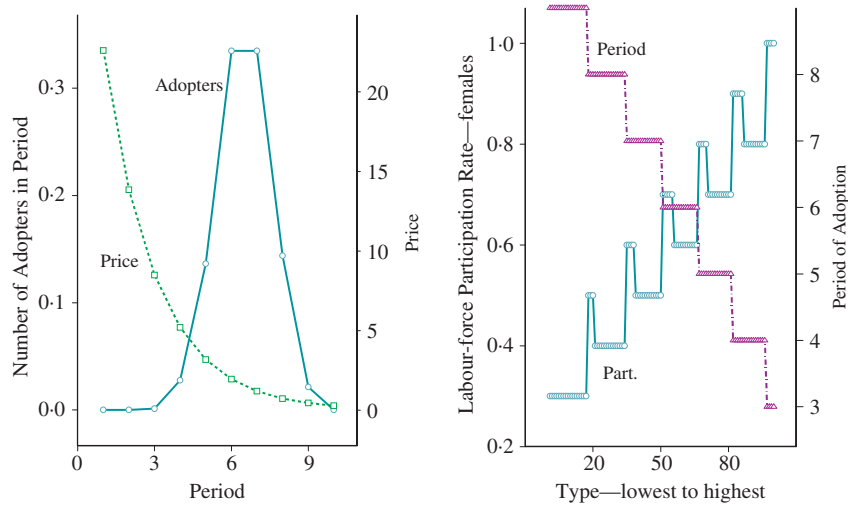 Number of Adopters in Period
0·3
0·2
0·1
0·0
Adopters
Price
20
15
10
5
0
Price
0
3
6
9
Period
Labour-force Participation Rate—females
1·0
0·8
0·6
0·4
0·2
Period
Part.
8
7
6
5
4
3
Period of Adoption
20
50
80
Type—lowest to highest